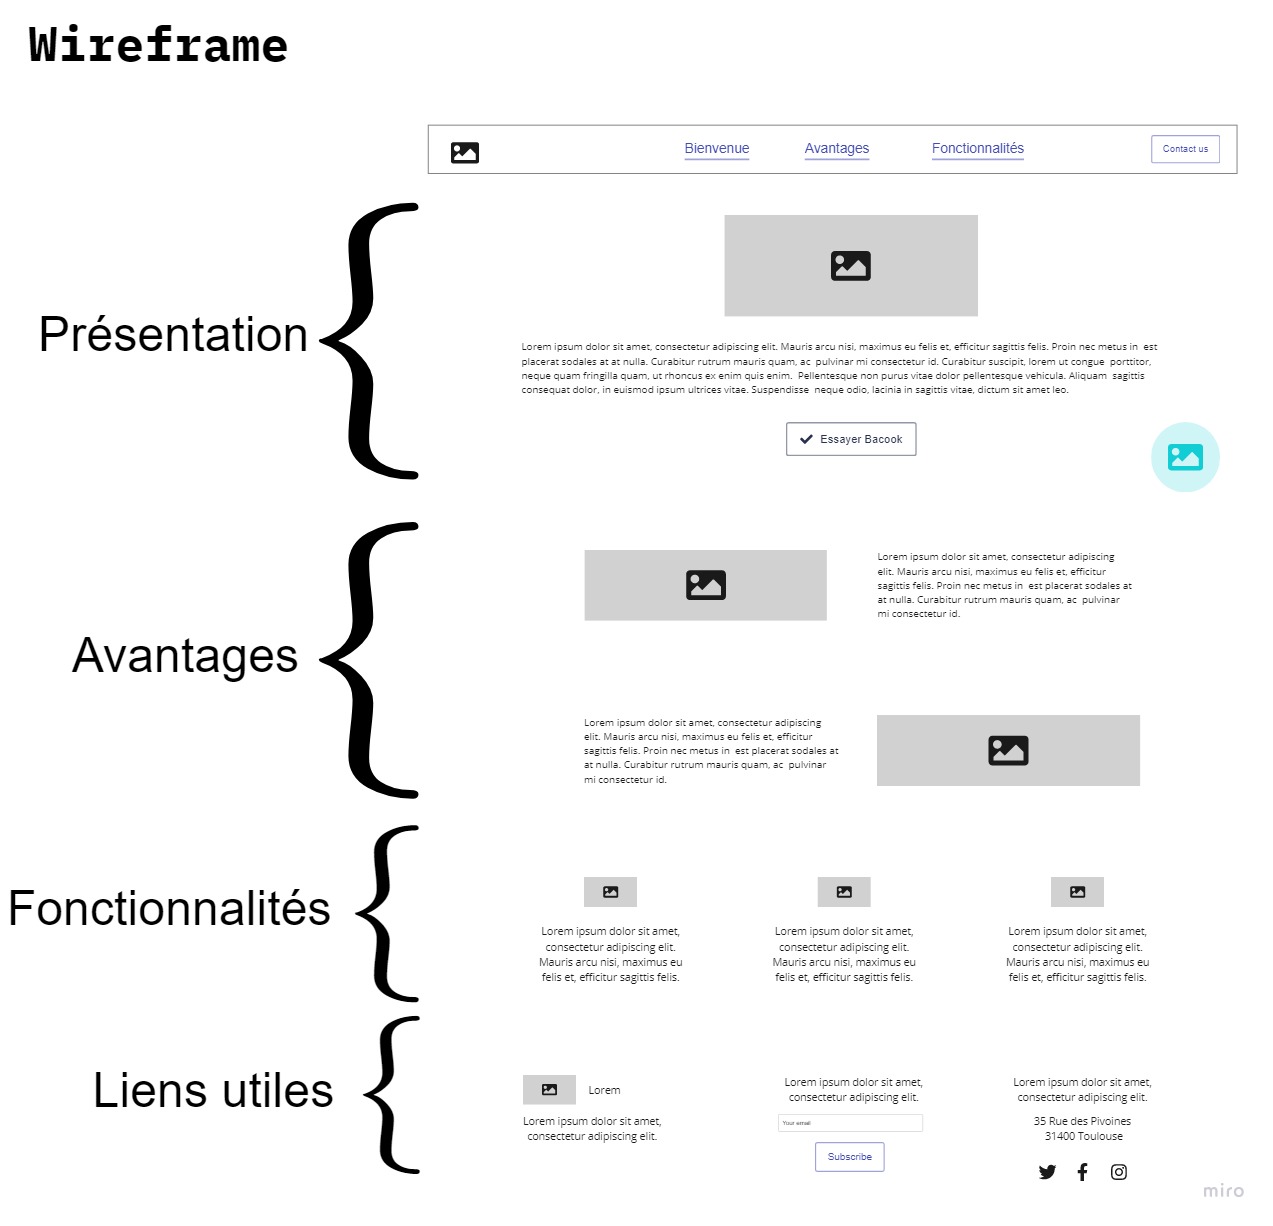 Wireframe
Bienvenue
Avantages
Fonctionnalités
Contact us
Présentation
Lorem ipsum dolor sit amet, consectetur adipiscing elit. Mauris arcu nisi, maximus eu felis et, efficitur sagittis felis. Proin nec metus in est
placerat sodales at at nulla. Curabitur rutrum mauris quam, ac pulvinar mi consectetur id. Curabitur suscipit, lorem ut congue porttitor,
neque quam fringilla quam, ut rhoncus ex enim quis enim. Pellentesque non purus vitae dolor pellentesque vehicula. Aliquam sagittis
consequat dolor, in euismod ipsum ultrices vitae. Suspendisse neque odio, lacinia in sagittis vitae, dictum sit amet leo.
Essayer Bacook
Avantages
Lorem ipsum dolor sit amet, consectetur adipiscing
elit. Mauris arcu nisi, maximus eu felis et, efficitur
sagittis felis. Proin nec metus in est placerat sodales at
at nulla. Curabitur rutrum mauris quam, ac pulvinar
mi consectetur id.
Lorem ipsum dolor sit amet, consectetur adipiscing
elit. Mauris arcu nisi, maximus eu felis et, efficitur
sagittis felis. Proin nec metus in est placerat sodales at
at nulla. Curabitur rutrum mauris quam, ac pulvinar
mi consectetur id.
Fonctionnalités
Lorem ipsum dolor sit amet,
consectetur adipiscing elit.
Mauris arcu nisi, maximus eu
felis et, efficitur sagittis felis.
Lorem ipsum dolor sit amet,
consectetur adipiscing elit.
Mauris arcu nisi, maximus eu
felis et, efficitur sagittis felis.
Lorem ipsum dolor sit amet,
consectetur adipiscing elit.
Mauris arcu nisi, maximus eu
felis et, efficitur sagittis felis.
Liens utiles
Lorem
Lorem ipsum dolor sit amet,
consectetur adipiscing elit.
Lorem ipsum dolor sit amet,
consectetur adipiscing elit.
Your email
Subscribe
Lorem ipsum dolor sit amet,
consectetur adipiscing elit.
35 Rue des Pivoines
31400 Toulouse
miro